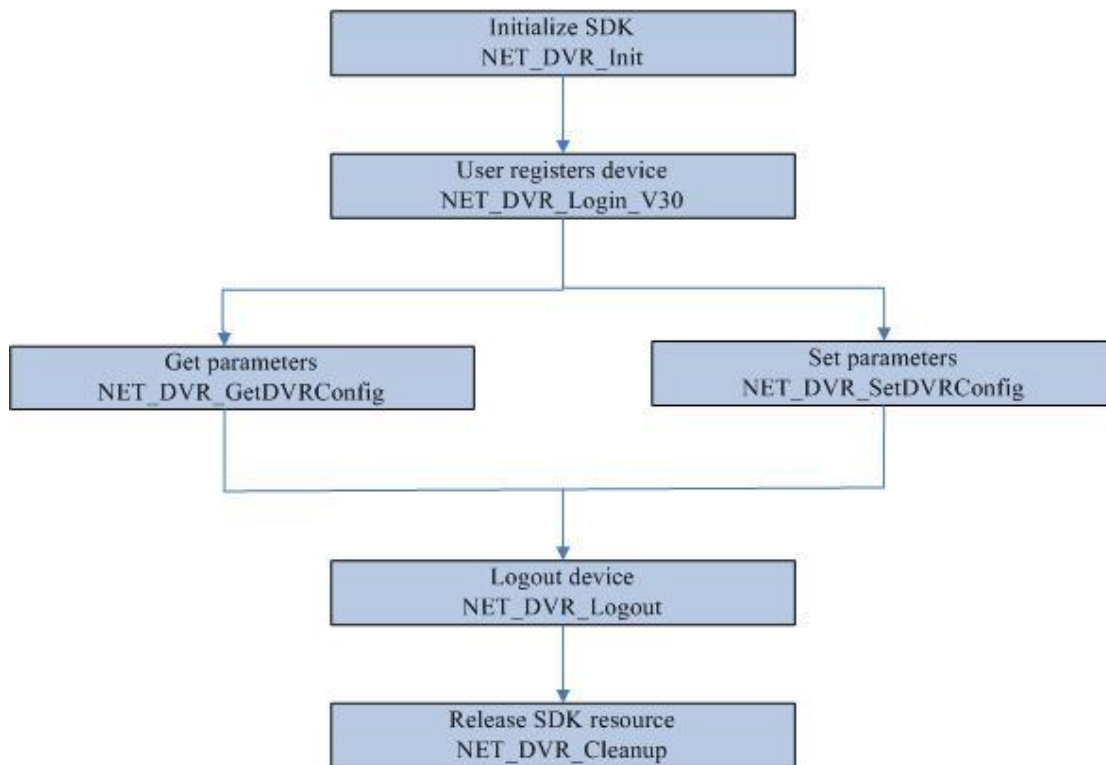 Initialize SDK
NET_DVR_Init
User registers device
NET_DVR_Login_V30
Get parameters
NET_DVR_GetDVRConfig
Set parameters
NET_DVR_SetDVRConfig
Logout device
NET_DVR_Logout
Release SDK resource
NET_DVR_Cleanup